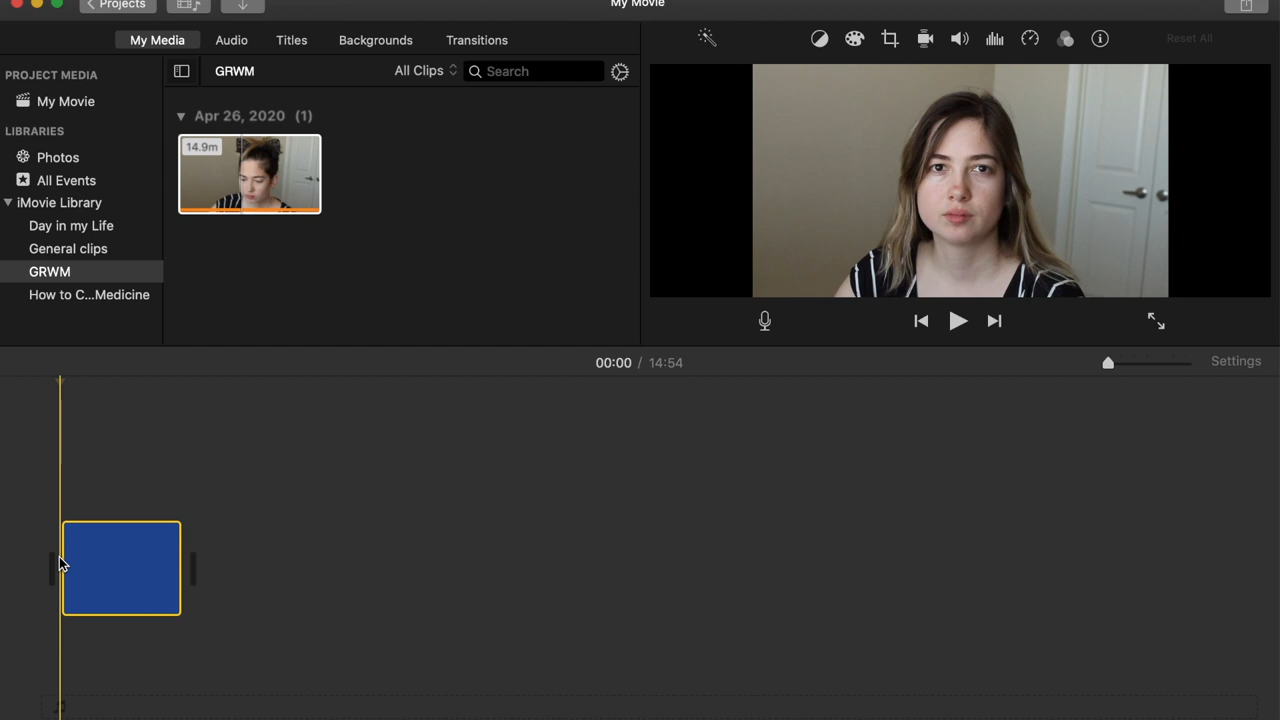 Projects
My Movie
My Media Audio Titles Backgrounds Transitions
Reset All
PROJECT MEDIA
My Movie
LIBRARIES
Photos
All Events
iMovie Library
Day in my Life
General clips
GRWM
How to C...Medicine
GRWM All Clips Search
Apr 26, 2020 (1)
14.9m
00:00 / 14:54
Settings